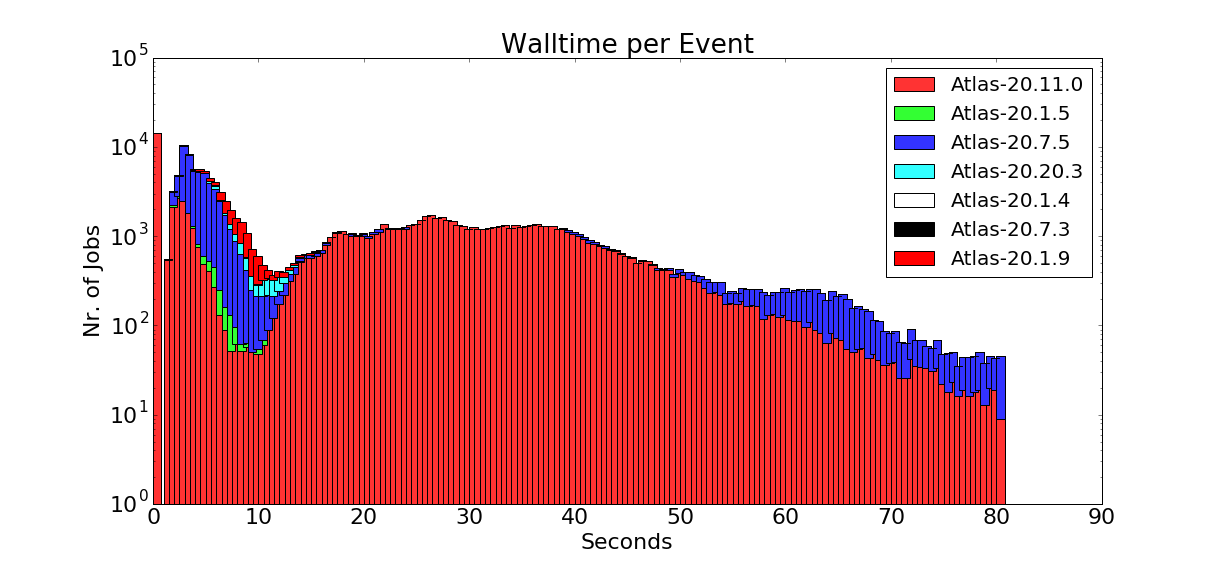 Walltime per Event
Nr. of Jobs
10^5
10^4
10^3
10^2
10^1
10^0
0 10 20 30 40 50 60 70 80 90
Seconds
Atlas-20.11.0
Atlas-20.1.5
Atlas-20.7.5
Atlas-20.20.3
Atlas-20.1.4
Atlas-20.7.3
Atlas-20.1.9